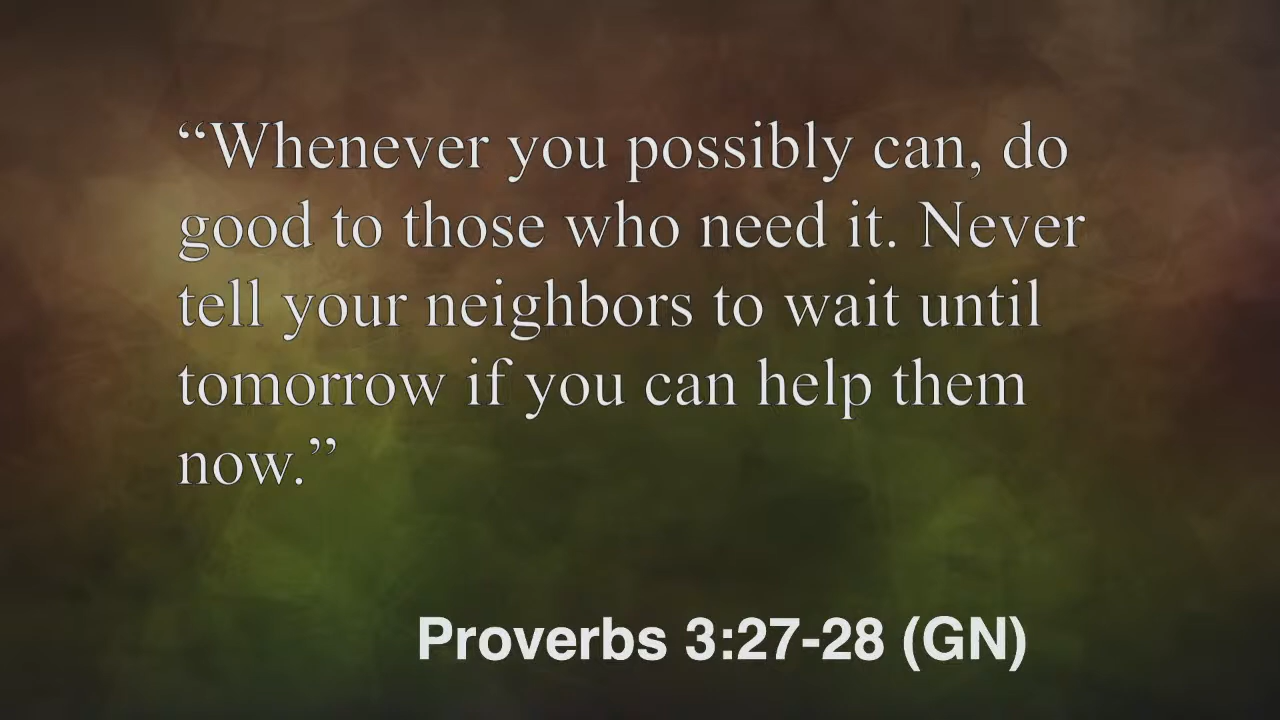 “Whenever you possibly can, do
good to those who need it. Never
tell your neighbors to wait until
tomorrow if you can help them
now.”
Proverbs 3:27-28 (GN)